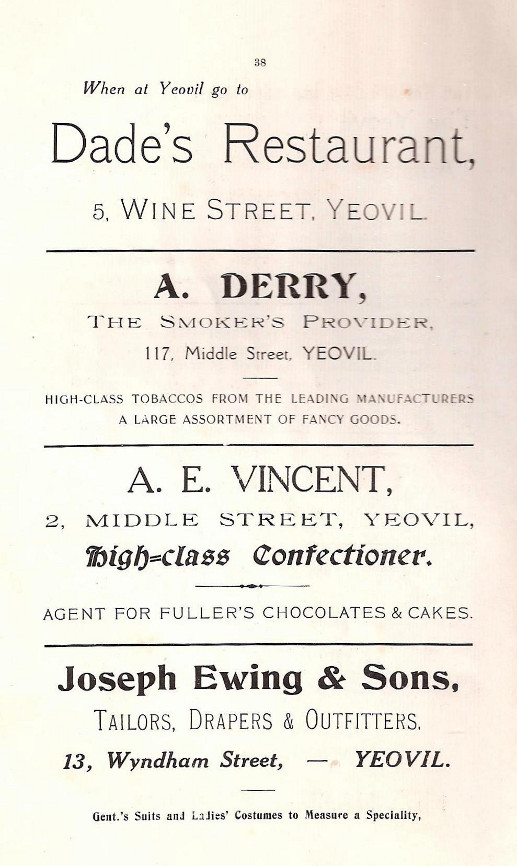 38
When at Yeovil go to
Dade's Restaurant,
5, WINE STREET, YEOVIL.
A. DERRY,
THE SMOKER'S PROVIDER,
117, Middle Street, YEOVIL.
HIGH-CLASS TOBACCOS FROM THE LEADING MANUFACTURERS
A LARGE ASSORTMENT OF FANCY GOODS.
A. E. VINCENT,
2, MIDDLE STREET, YEOVIL,
High=class Confectioner.
AGENT FOR FULLER'S CHOCOLATES & CAKES.
Joseph Ewing & Sons,
TAILORS, DRAPERS & OUTFITTERS,
13, Wyndham Street, — YEOVIL.
Gent.'s Suits and Ladies' Costumes to Measure a Speciality,